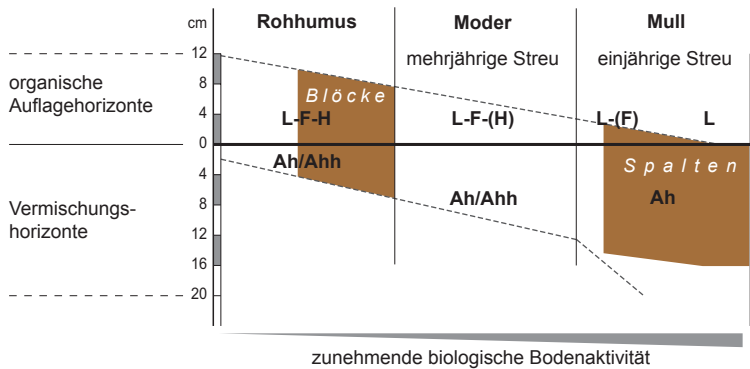 cm Rohhumus Moder Mull
mehrjährige Streu einjährige Streu
12
organische
Auflagehorizonte
8
Blöcke
4
L-F-H L-F-(H) L-(F) L
0
Ah/Ahh
Spalten
4
Vermischungs-
horizonte
8
Ah/Ahh Ah
12
16
20
zunehmende biologische Bodenaktivität